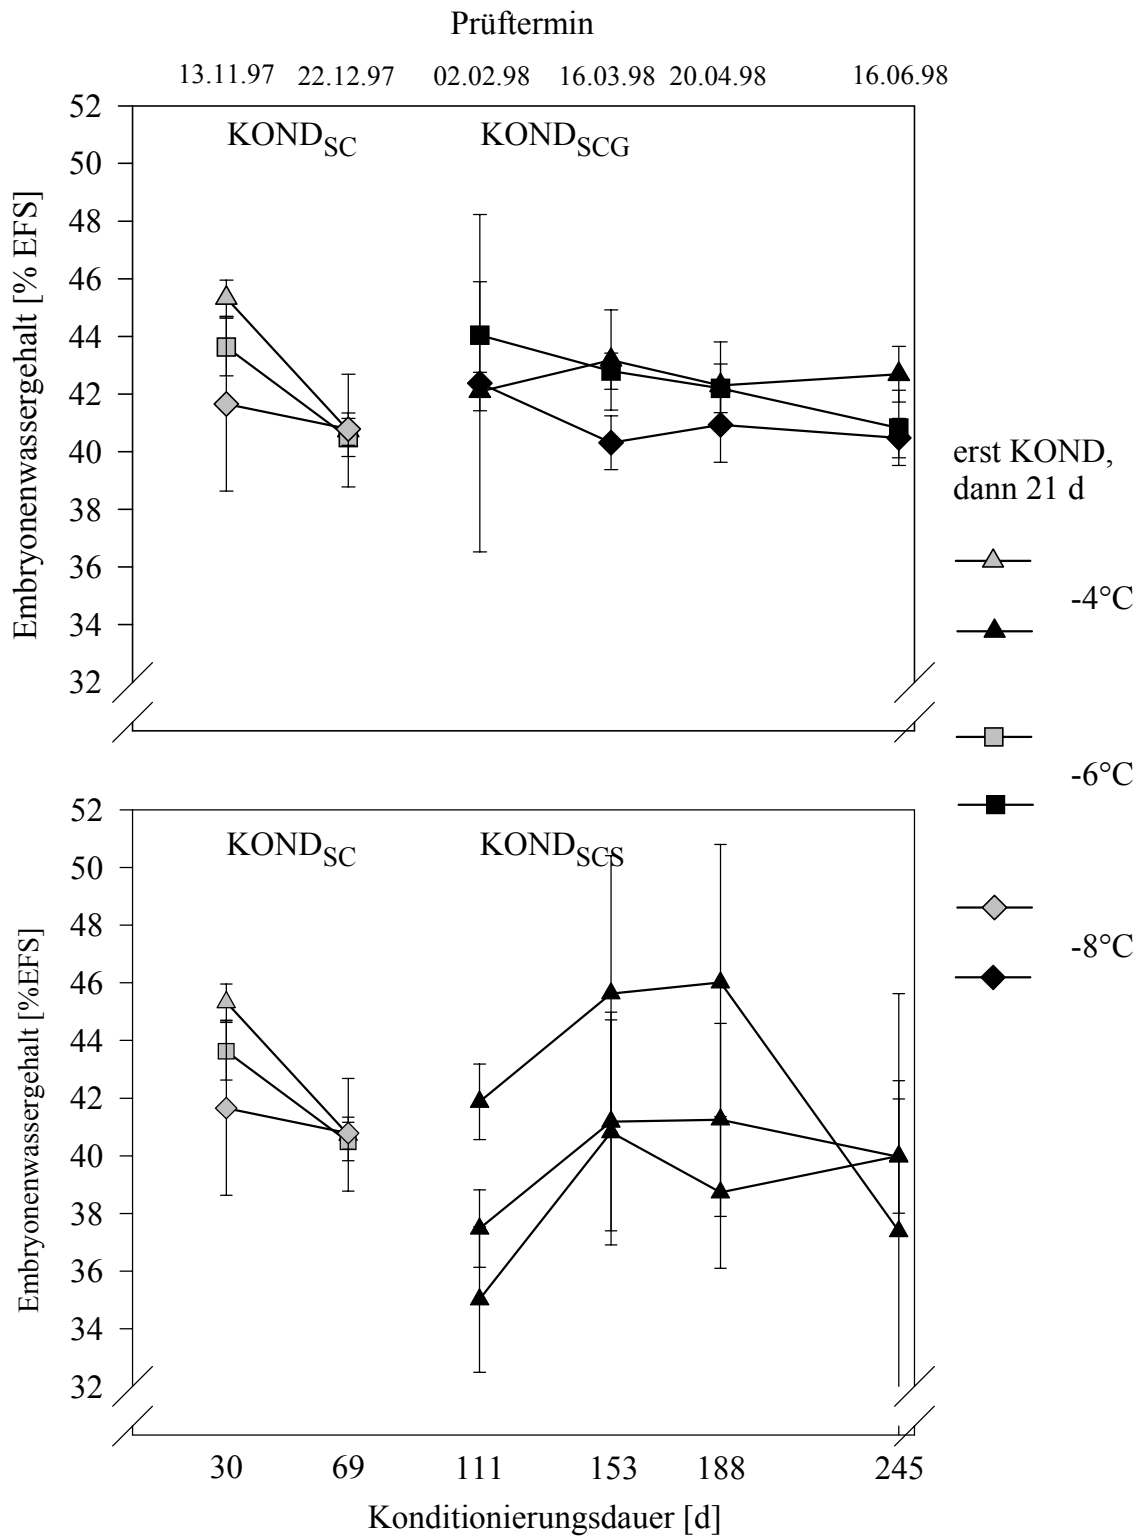 Prüftermin
13.11.97 22.12.97 02.02.98 16.03.98 20.04.98 16.06.98
Embryonenwassergehalt [% EFS]
52
50
48
46
44
42
40
38
36
34
32
KOND_SC KOND_SCG
erst KOND,
dann 21 d
-4°C
-6°C
-8°C
Embryonenwassergehalt [%EFS]
52
50
48
46
44
42
40
38
36
34
32
KOND_SC KOND_SCS
30 69 111 153 188 245
Konditionierungsdauer [d]